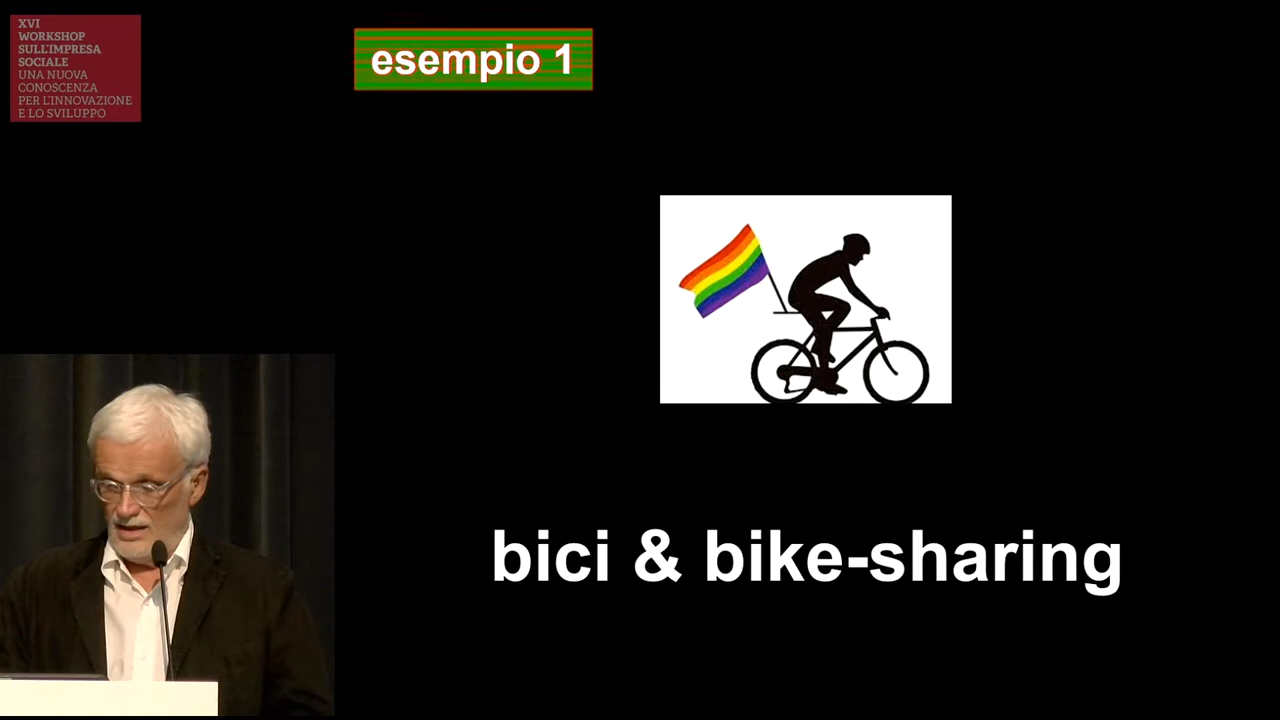 XVI
WORKSHOP
SULL'IMPRESA
SOCIALE
UNA NUOVA
CONOSCENZA
PER L'INNOVAZIONE
E LO SVILUPPO
esempio 1
bici & bike-sharing